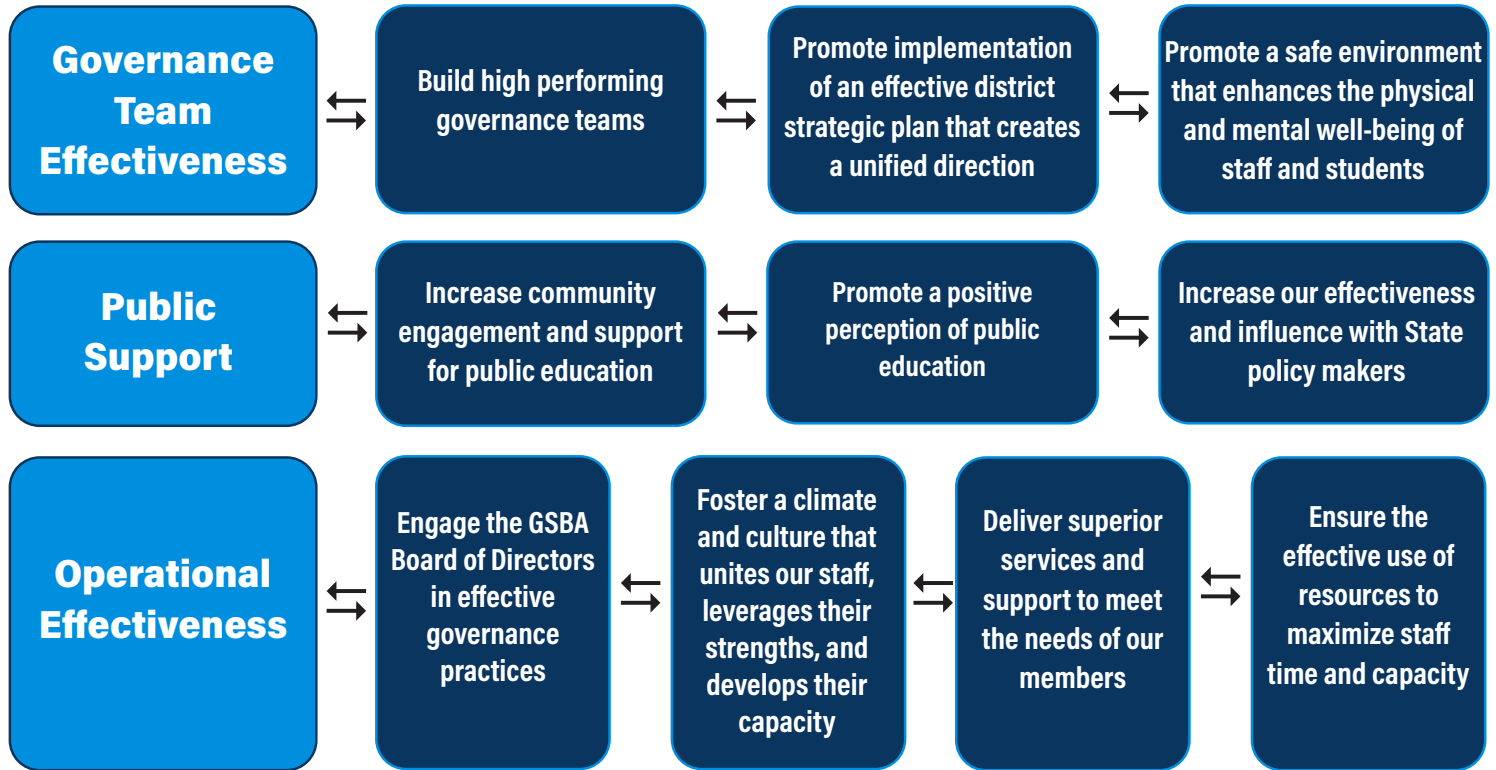 Governance
Team
Effectiveness
Build high performing
governance teams
Promote implementation
of an effective district
strategic plan that creates
a unified direction
Promote a safe environment
that enhances the physical
and mental well-being of
staff and students
Public
Support
Increase community
engagement and support
for public education
Promote a positive
perception of public
education
Increase our effectiveness
and influence with State
policy makers
Operational
Effectiveness
Engage the GSBA
Board of Directors
in effective
governance
practices
Foster a climate
and culture that
unites our staff,
leverages their
strengths, and
develops their
capacity
Deliver superior
services and
support to meet
the needs of our
members
Ensure the
effective use of
resources to
maximize staff
time and capacity